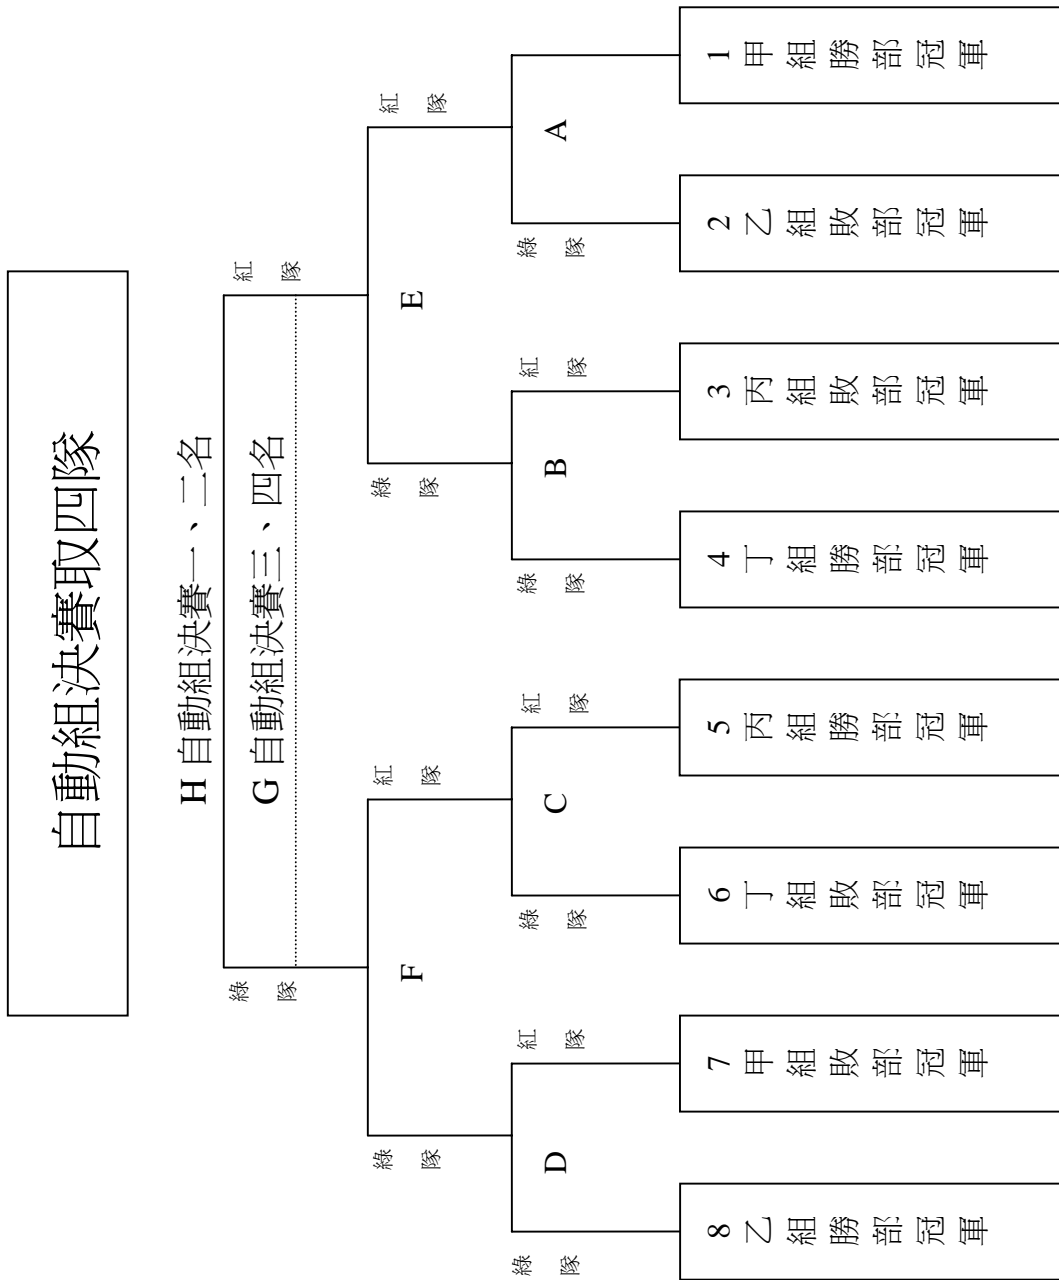 自動組決賽取四隊
H 自動組決賽一、二名
綠隊
紅隊
G 自動組決賽三、四名
綠隊
紅隊
綠隊
紅隊
F
E
綠隊
紅隊
綠隊
紅隊
綠隊
紅隊
綠隊
D
C
B
A
8 乙組勝部冠軍
7 甲組敗部冠軍
6 丁組敗部冠軍
5 丙組勝部冠軍
4 丁組勝部冠軍
3 丙組敗部冠軍
2 乙組敗部冠軍
1 甲組勝部冠軍